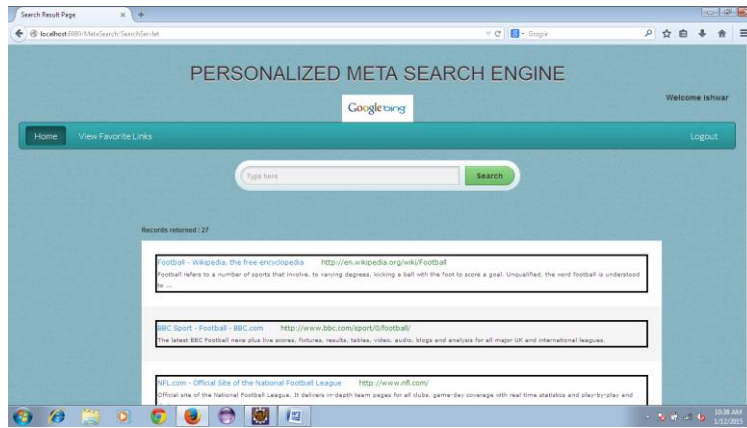 Search Result Page
localhost:8080/MetaSearch/SearchServlet
Google
PERSONALIZED META SEARCH ENGINE
Google bing
Welcome ishwar
Home View Favorite Links Logout
Type here Search
Records returned : 27
Football - Wikipedia, the free encyclopedia http://en.wikipedia.org/wiki/Football
Football refers to a number of sports that involve, to varying degrees, kicking a ball with the foot to score a goal. Unqualified, the word football is understood
to ...
BBC Sport - Football - BBC.com http://www.bbc.com/sport/0/football/
The latest BBC Football news plus live scores, fixtures, results, tables, video, audio, blogs and analysis for all major UK and international leagues.
NFL.com - Official Site of the National Football League http://www.nfl.com/
Official site of the National Football League. It delivers in-depth team pages for all clubs, game-day coverage with real time statistics and play-by-play and
10:38 AM
1/12/2015